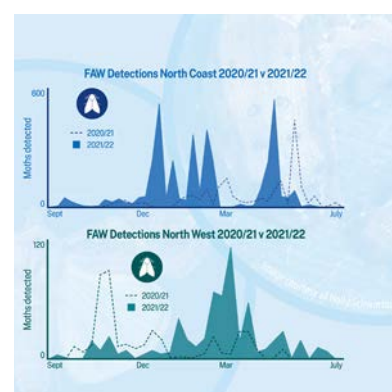 FAW Detections North Coast 2020/21 v 2021/22
600
Moths detected
2020/21
2021/22
0
Sept
Dec
Mar
July
FAW Detections North West 2020/21 v 2021/22
120
Moths detected
2020/21
2021/22
0
Sept
Dec
Mar
July